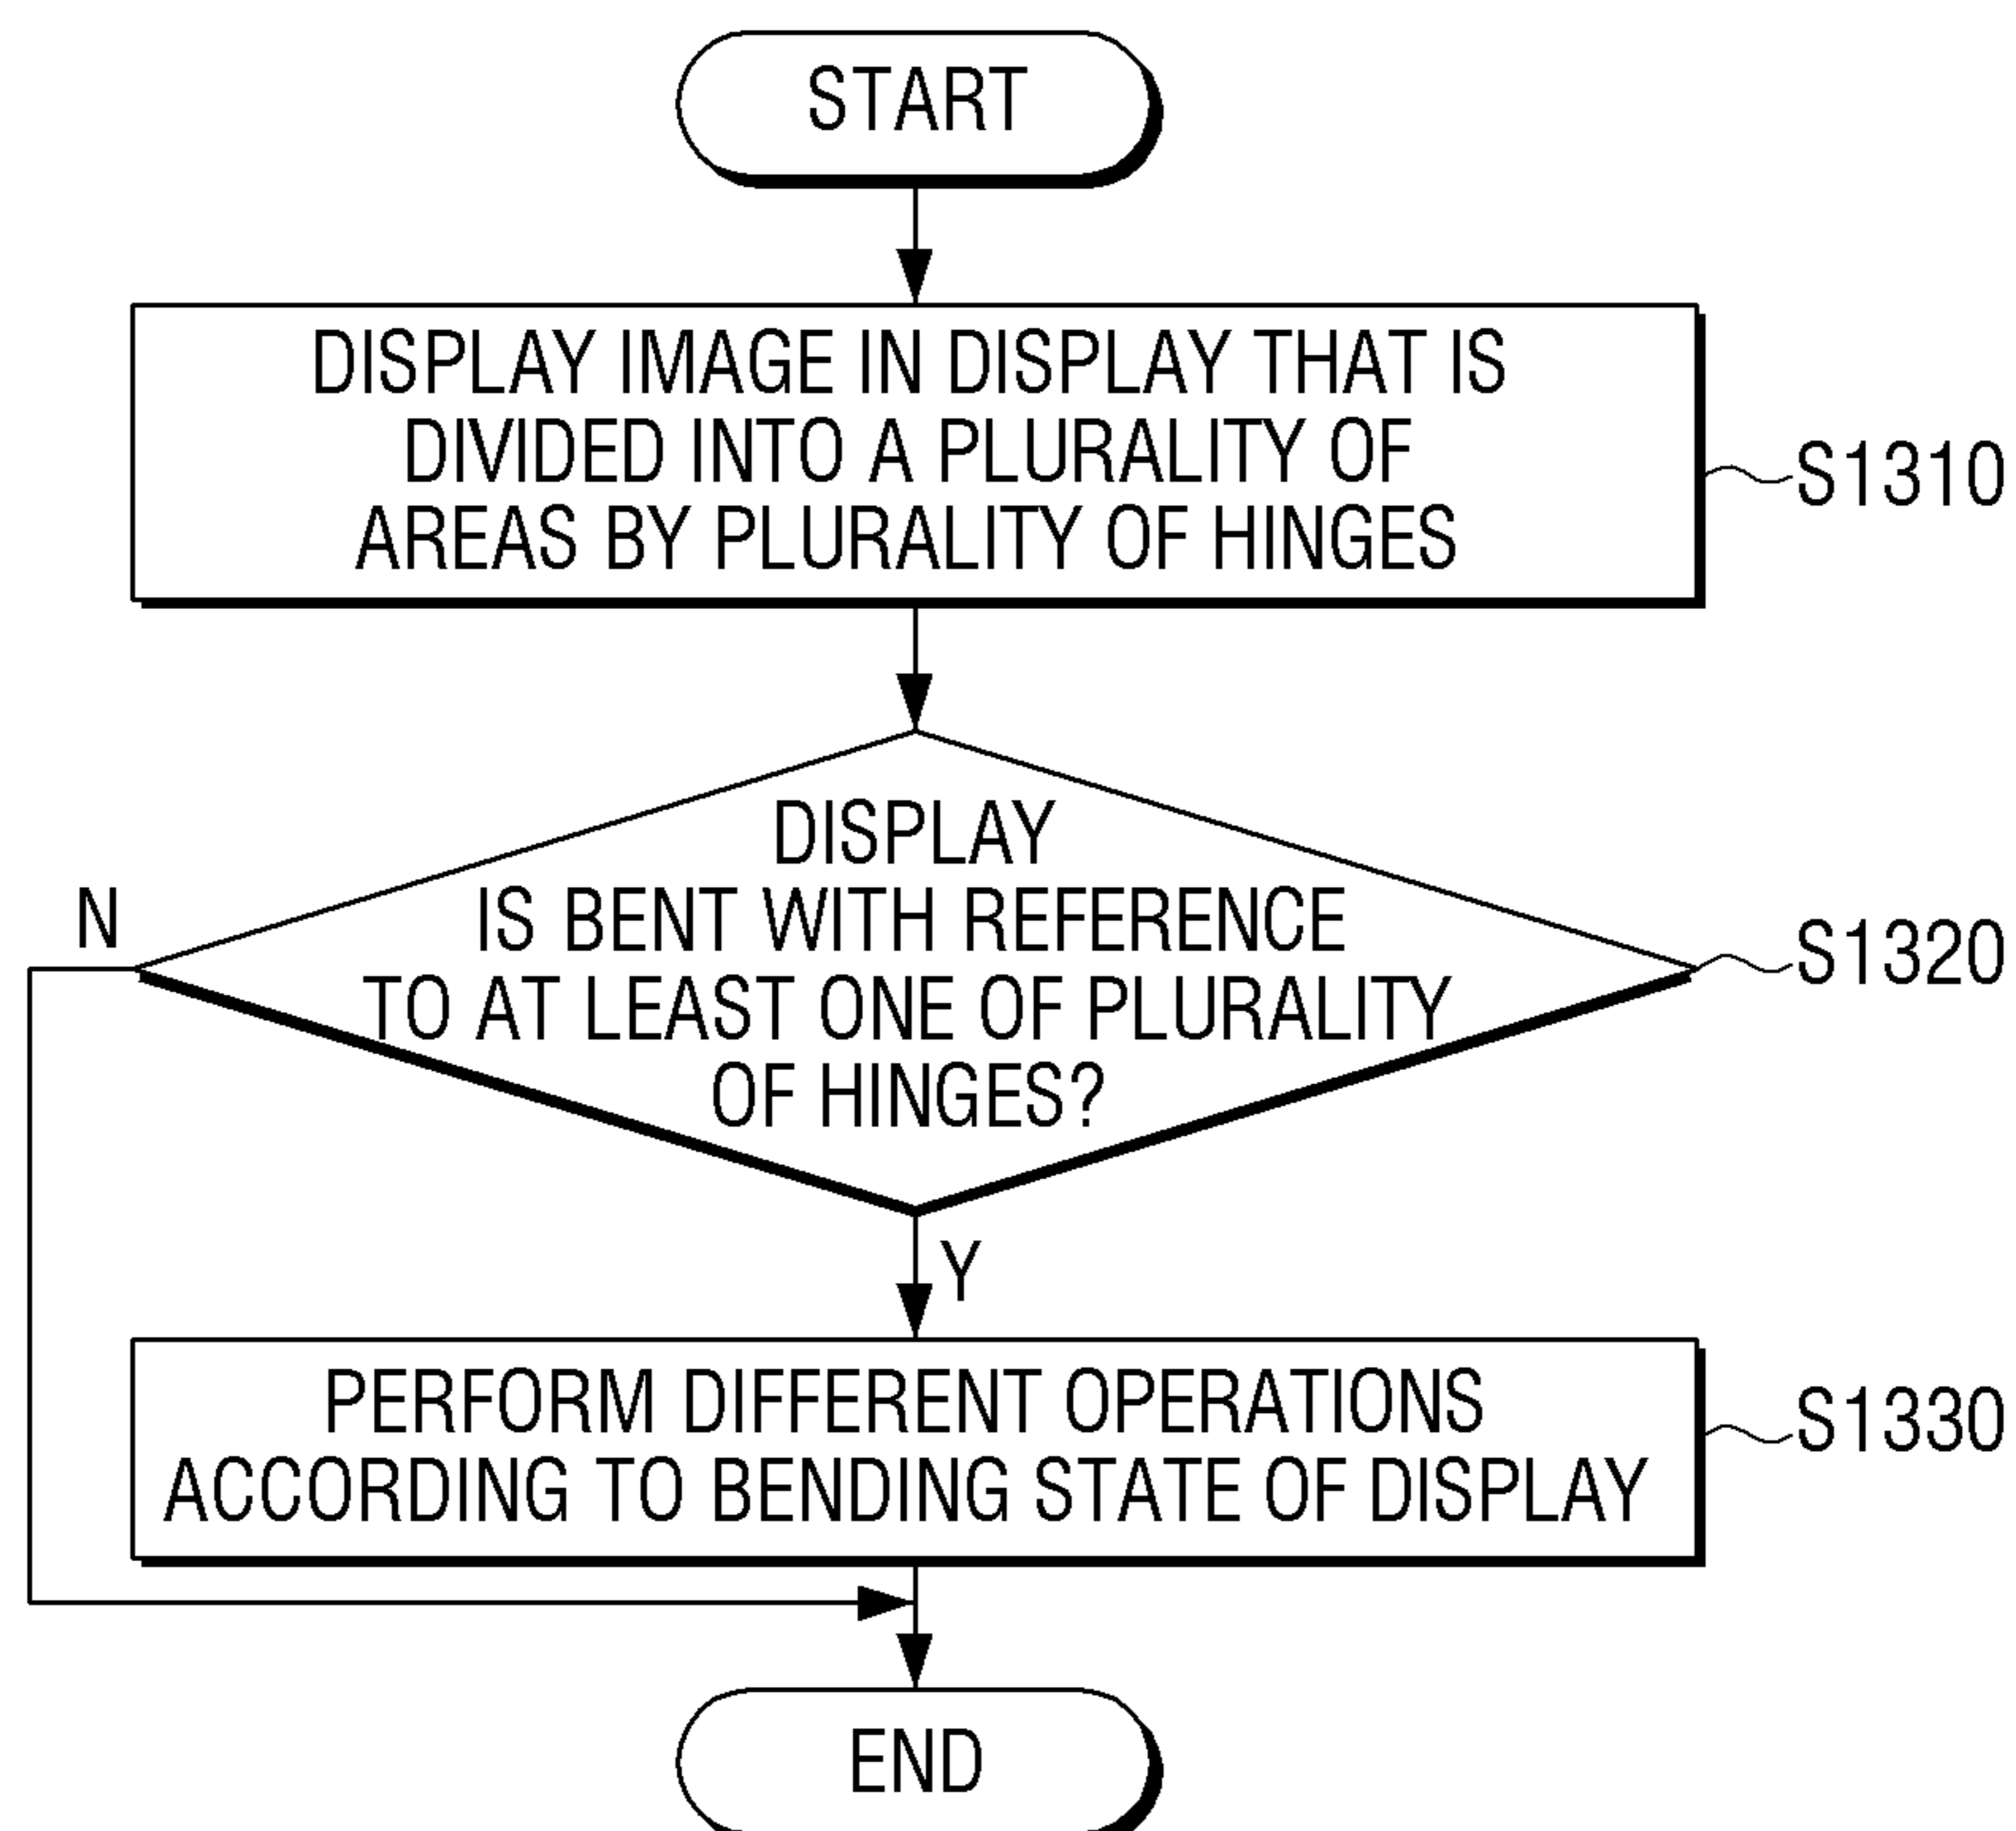 START
DISPLAY IMAGE IN DISPLAY THAT IS
DIVIDED INTO A PLURALITY OF
AREAS BY PLURALITY OF HINGES
S1310
DISPLAY
IS BENT WITH REFERENCE
TO AT LEAST ONE OF PLURALITY
OF HINGES?
S1320
N
Y
PERFORM DIFFERENT OPERATIONS
ACCORDING TO BENDING STATE OF DISPLAY
S1330
END